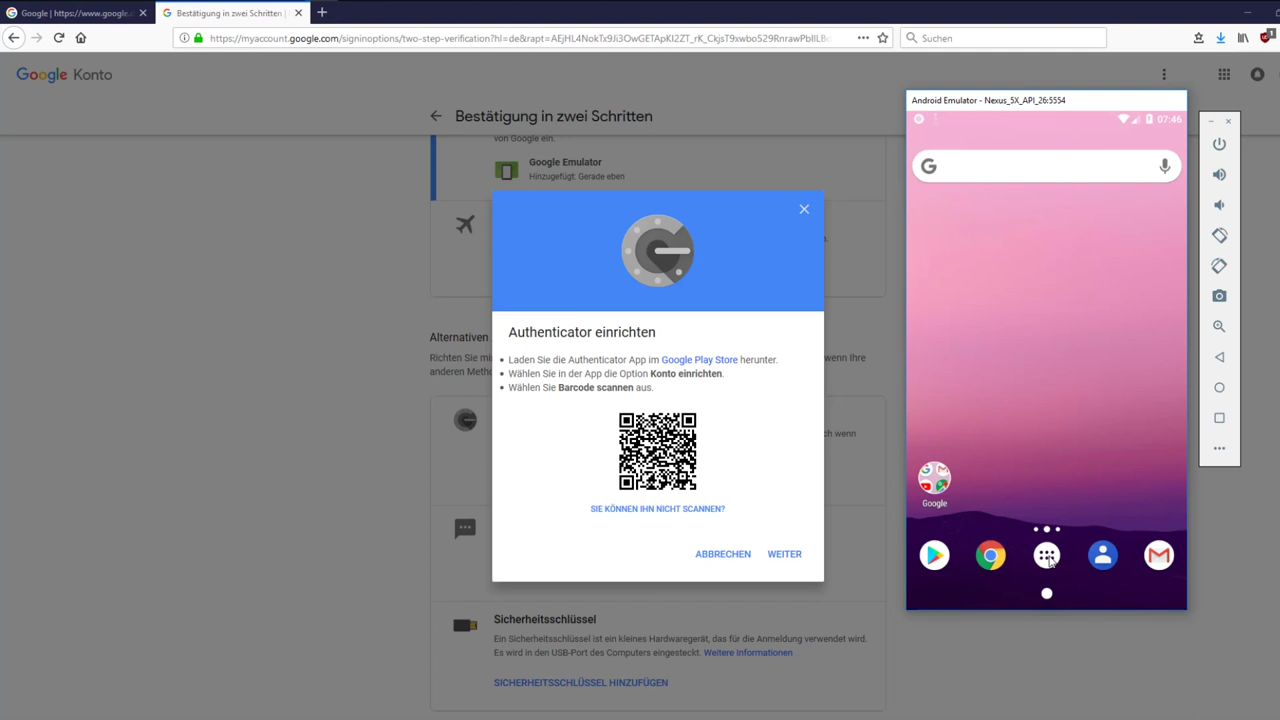 Google | https://www.google.
Bestätigung in zwei Schritten |
https://myaccount.google.com/signinoptions/two-step-verification?hl=de&rapt=
Suchen
1
Google Konto
Bestätigung in zwei Schritten
von Google ein.
Google Emulator
Hinzugefügt: Gerade eben
Authenticator einrichten
Laden Sie die Authenticator App im Google Play Store herunter.
Wählen Sie in der App die Option Konto einrichten.
Wählen Sie Barcode scannen aus.
SIE KÖNNEN IHN NICHT SCANNEN?
ABBRECHEN WEITER
Alternativen
Richten Sie mi
anderen Metho
wenn Ihre
ch wenn
Sicherheitsschlüssel
Ein Sicherheitsschlüssel ist ein kleines Hardwaregerät, das für die Anmeldung verwendet wird.
Es wird in den USB-Port des Computers eingesteckt. Weitere Informationen
SICHERHEITSSCHLÜSSEL HINZUFÜGEN
Android Emulator - Nexus_5X_API_26:5554
07:46
G
Google